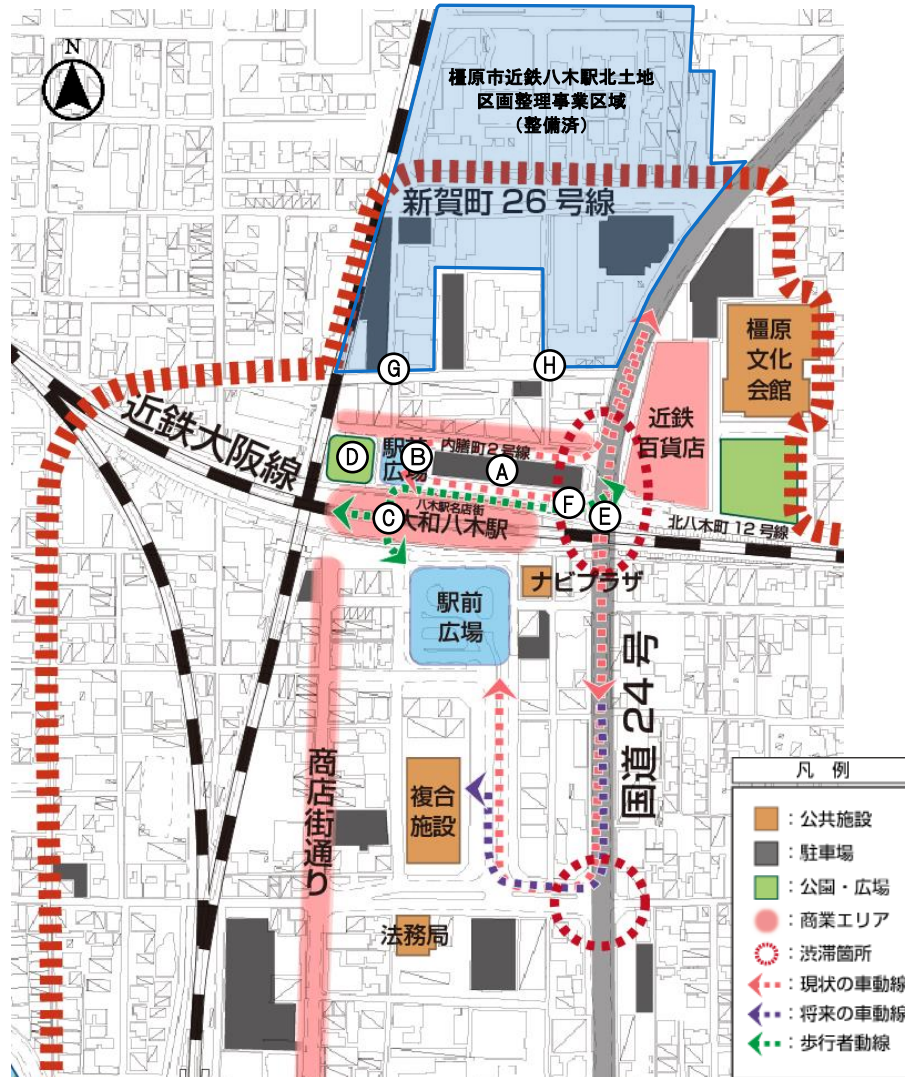 N
橿原市近鉄八木駅北土地
区画整理事業区域
(整備済)
新賀町 26 号線
橿原
文化
会館
G
H
近鉄大阪線
近鉄
百貨店
内膳町2号線
D
駅前
広場
B
A
八木駅名店街
大和八木駅
C
F
E
北八木町 12 号線
ナビプラザ
駅前
広場
国道 24 号
商店街通り
複合
施設
法務局
凡 例
：公共施設
：駐車場
：公園・広場
：商業エリア
：渋滞箇所
：現状の車動線
：将来の車動線
：歩行者動線